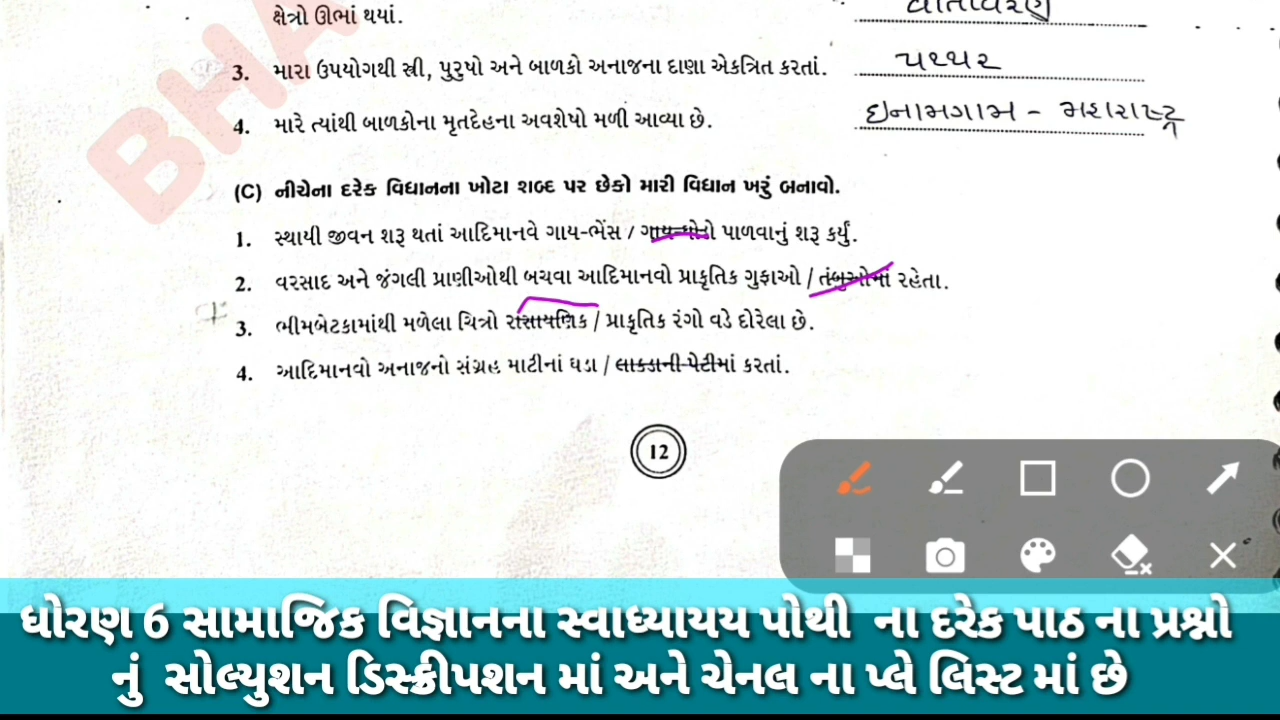 ક્ષેત્રો ઊભાં થયાં. વાતાવરણ
3. મારા ઉપયોગથી સ્ત્રી, પુરુષો અને બાળકો અનાજના દાણા એકત્રિત કરતાં. પથ્થર
4. મારે ત્યાંથી બાળકોના મૃતદેહના અવશેષો મળી આવ્યા છે. ઇનામગામ - મહારાષ્ટ્ર
(C) નીચેના દરેક વિધાનના ખોટા શબ્દ પર છેકો મારી વિધાન ખરું બનાવો.
1. સ્થાયી જીવન શરૂ થતાં આદિમાનવે ગાય-ભેંસ / પાળવાનું શરૂ કર્યું.
2. વરસાદ અને જંગલી પ્રાણીઓથી બચવા આદિમાનવો પ્રાકૃતિક ગુફાઓ / તંબુઓમાં રહેતા.
3. ભીમબેટકામાંથી મળેલા ચિત્રો રાસાયણિક / પ્રાકૃતિક રંગો વડે દોરેલા છે.
4. આદિમાનવો અનાજનો સંગ્રહ માટીનાં ઘડા / લાકડાની પેટીમાં કરતાં.
12
BHA
ધોરણ 6 સામાજિક વિજ્ઞાનના સ્વાધ્યાયય પોથી ના દરેક પાઠ ના પ્રશ્નો
નું સોલ્યુશન ડિસ્ક્રીપશન માં અને ચેનલ ના પ્લે લિસ્ટ માં છે